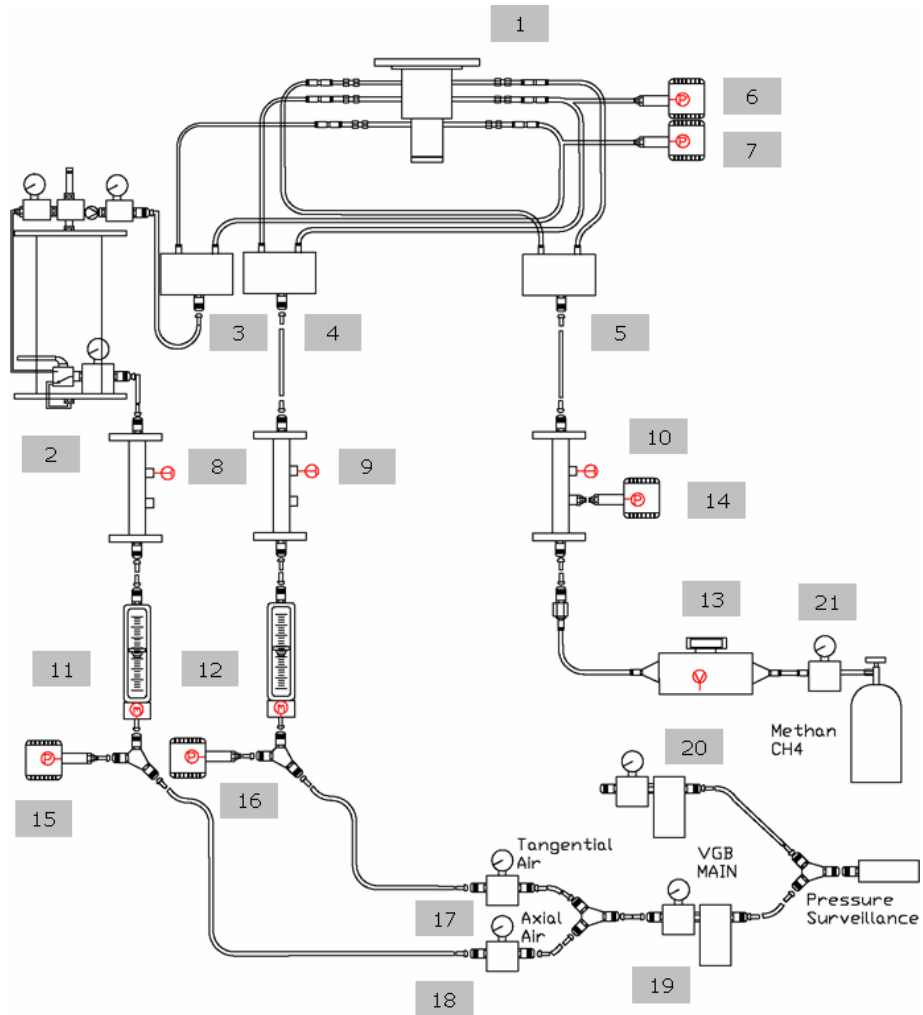 1
6
P
7
P
3
4
5
2
8
9
10
14
P
13
21
11
12
V
M
M
Methan
CH4
20
P
P
15
16
Tangential
Air
VGB
MAIN
Pressure
Surveillance
17
Axial
Air
18
19